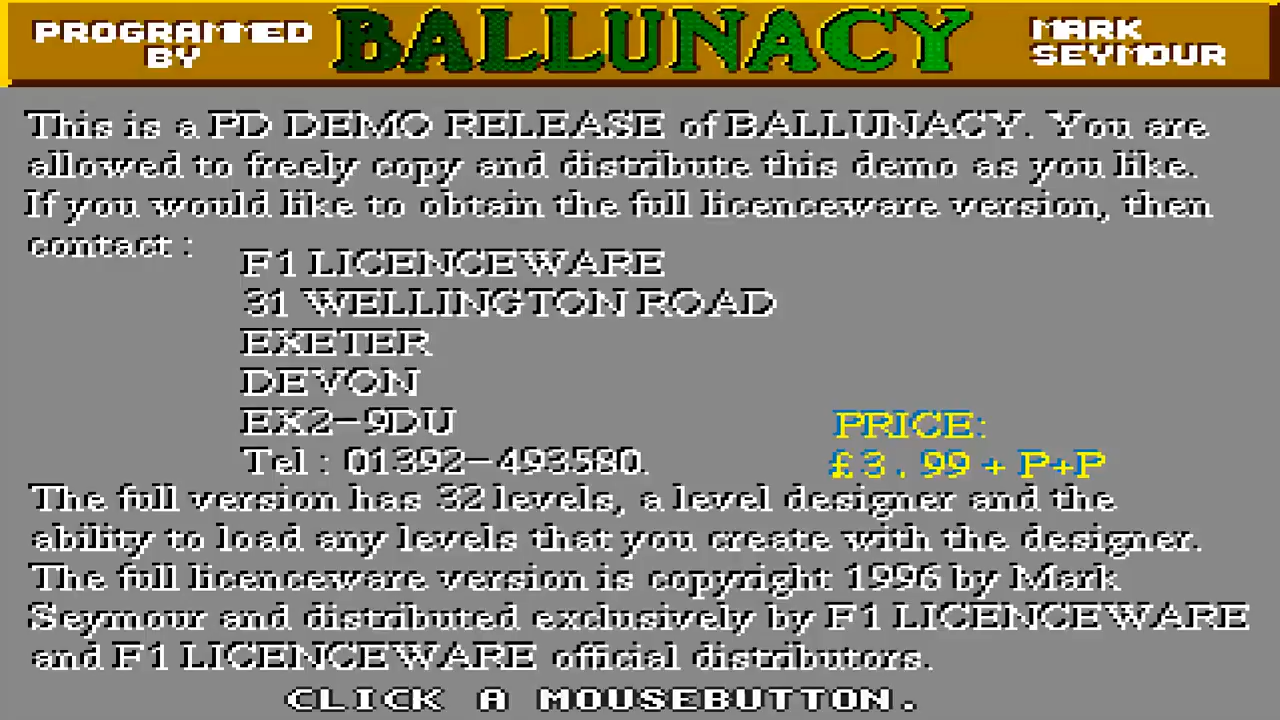 PROGRAMMED BY
BALLUNACY
MARK SEYMOUR
This is a PD DEMO RELEASE of BALLUNACY. You are
allowed to freely copy and distribute this demo as you like.
If you would like to obtain the full licenceware version, then
contact :
F1 LICENCEWARE
31 WELLINGTON ROAD
EXETER
DEVON
EX2-9DU
Tel : 01392-493580.
PRICE:
£3.99 + P+P
The full version has 32 levels, a level designer and the
ability to load any levels that you create with the designer.
The full licenceware version is copyright 1996 by Mark
Seymour and distributed exclusively by F1 LICENCEWARE
and F1 LICENCEWARE official distributors.
CLICK A MOUSEBUTTON.